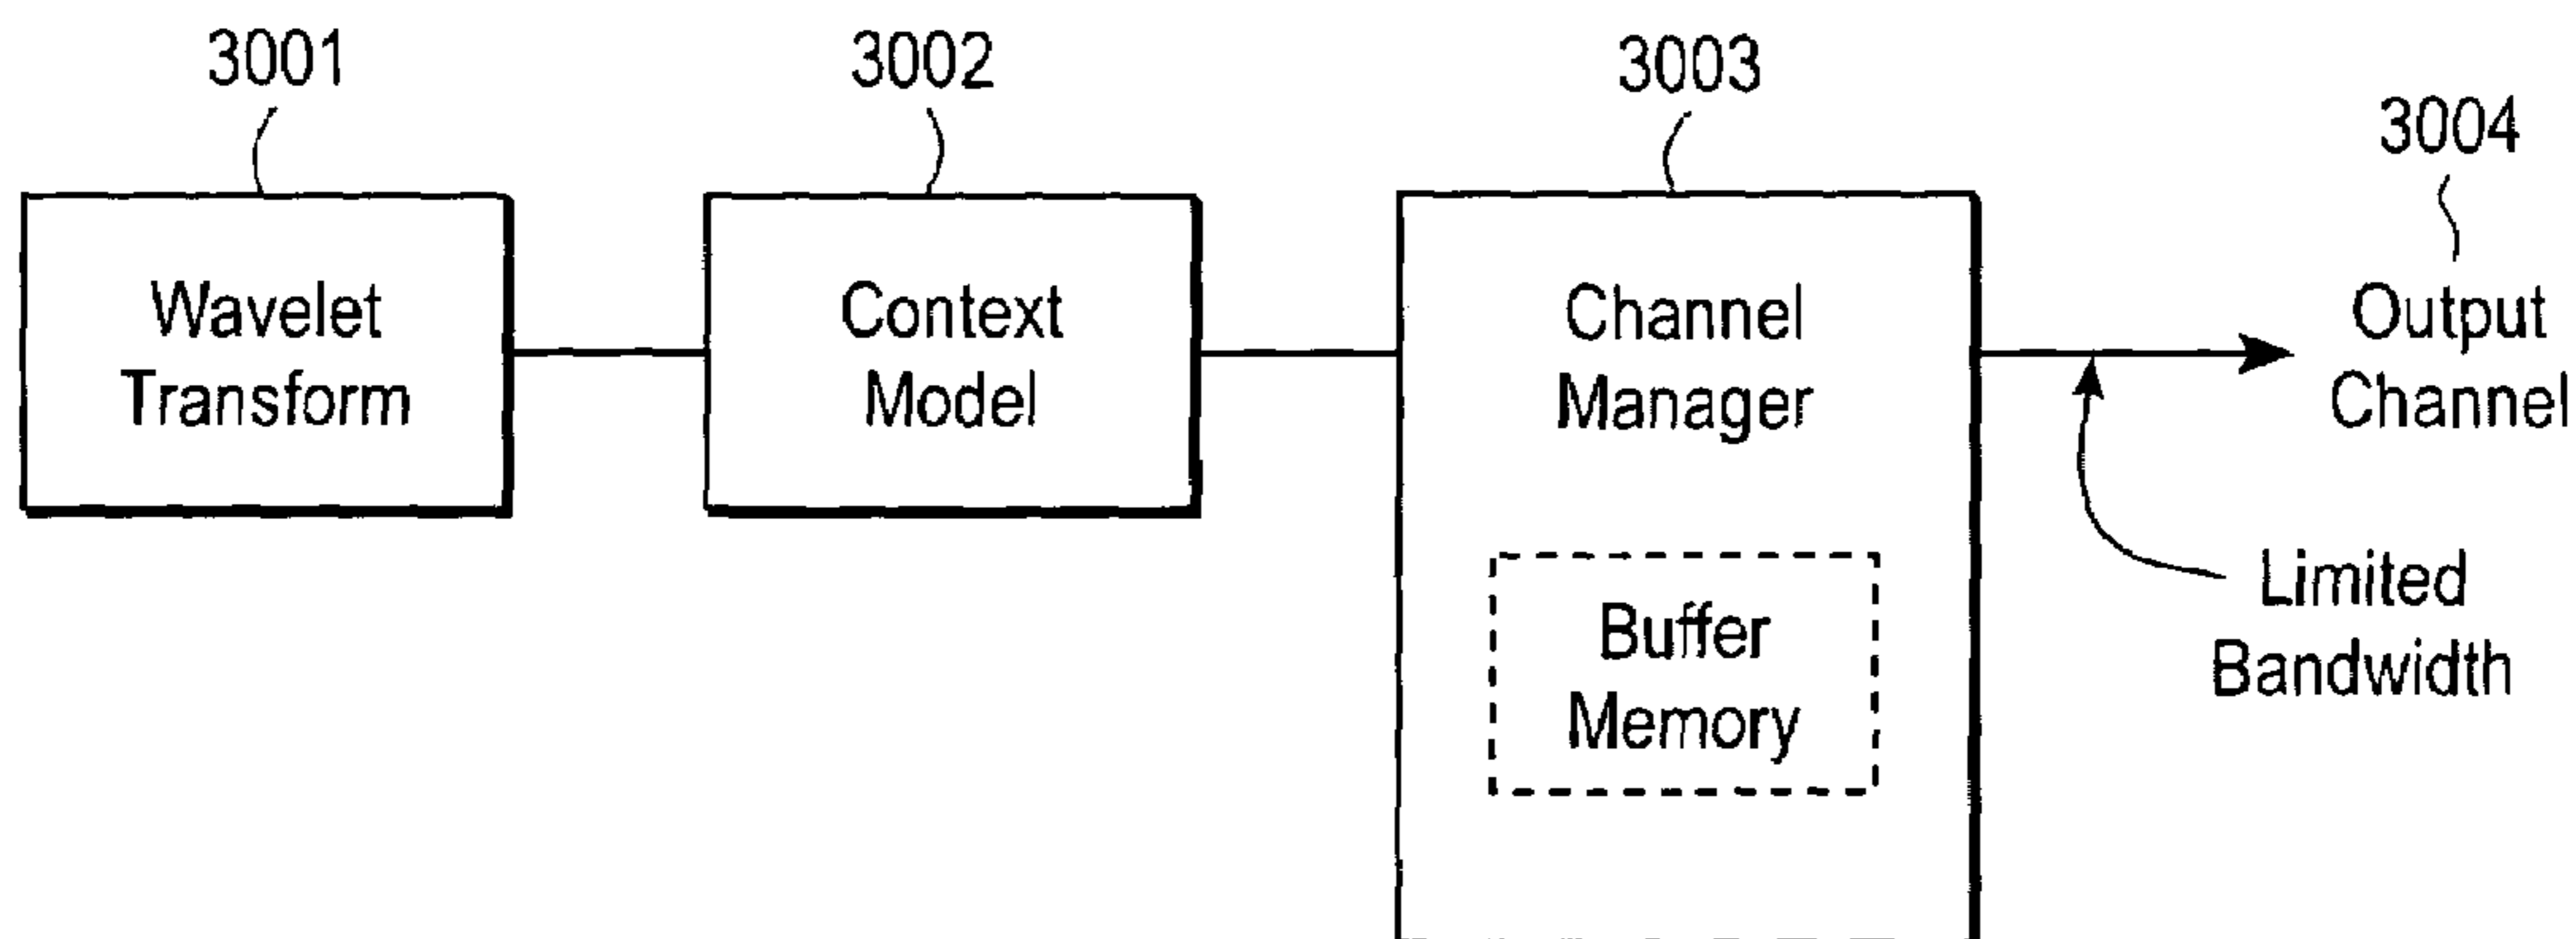 3001
3002
3003
3004
Wavelet
Transform
Context
Model
Channel
Manager
Output
Channel
Buffer
Memory
Limited
Bandwidth